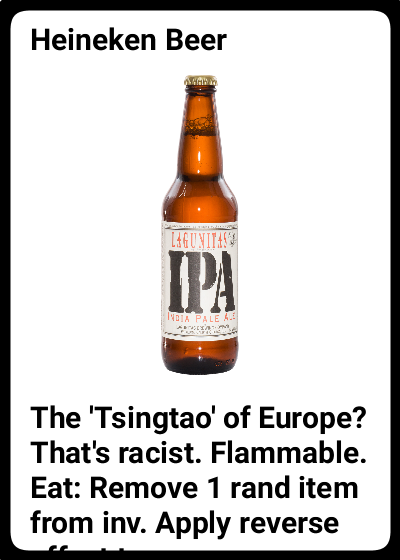 Heineken Beer
LAGUNITAS
IPA
INDIA PALE ALE
The 'Tsingtao' of Europe?
That's racist. Flammable.
Eat: Remove 1 rand item
from inv. Apply reverse